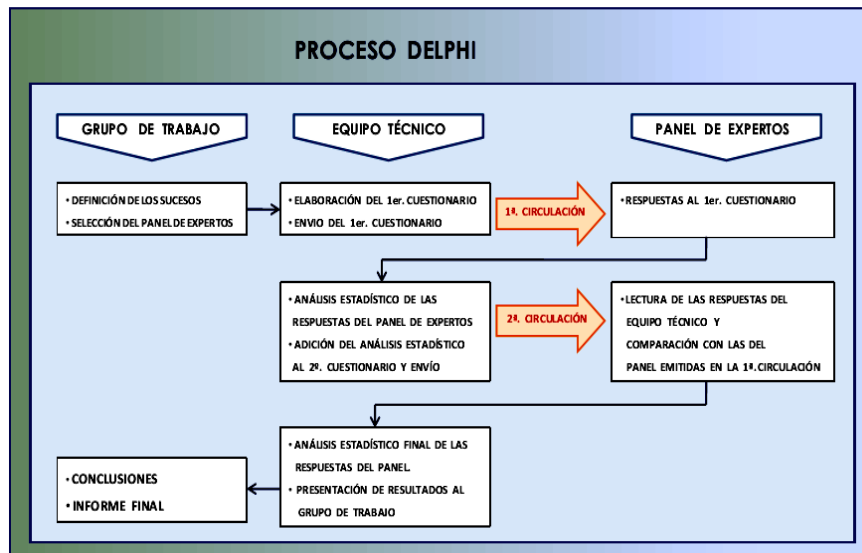 PROCESO DELPHI
GRUPO DE TRABAJO
EQUIPO TÉCNICO
PANEL DE EXPERTOS
• DEFINICIÓN DE LOS SUCESOS
• SELECCIÓN DEL PANEL DE EXPERTOS
• ELABORACIÓN DEL 1er. CUESTIONARIO
• ENVIO DEL 1er. CUESTIONARIO
1ª. CIRCULACIÓN
• RESPUESTAS AL 1er. CUESTIONARIO
• ANÁLISIS ESTADÍSTICO DE LAS
RESPUESTAS DEL PANEL DE EXPERTOS
• ADICIÓN DEL ANÁLISIS ESTADÍSTICO
AL 2º. CUESTIONARIO Y ENVÍO
2ª. CIRCULACIÓN
• LECTURA DE LAS RESPUESTAS DEL
EQUIPO TÉCNICO Y
COMPARACIÓN CON LAS DEL
PANEL EMITIDAS EN LA 1ª.CIRCULACIÓN
• ANÁLISIS ESTADÍSTICO FINAL DE LAS
RESPUESTAS DEL PANEL.
• PRESENTACIÓN DE RESULTADOS AL
GRUPO DE TRABAJO
• CONCLUSIONES
• INFORME FINAL